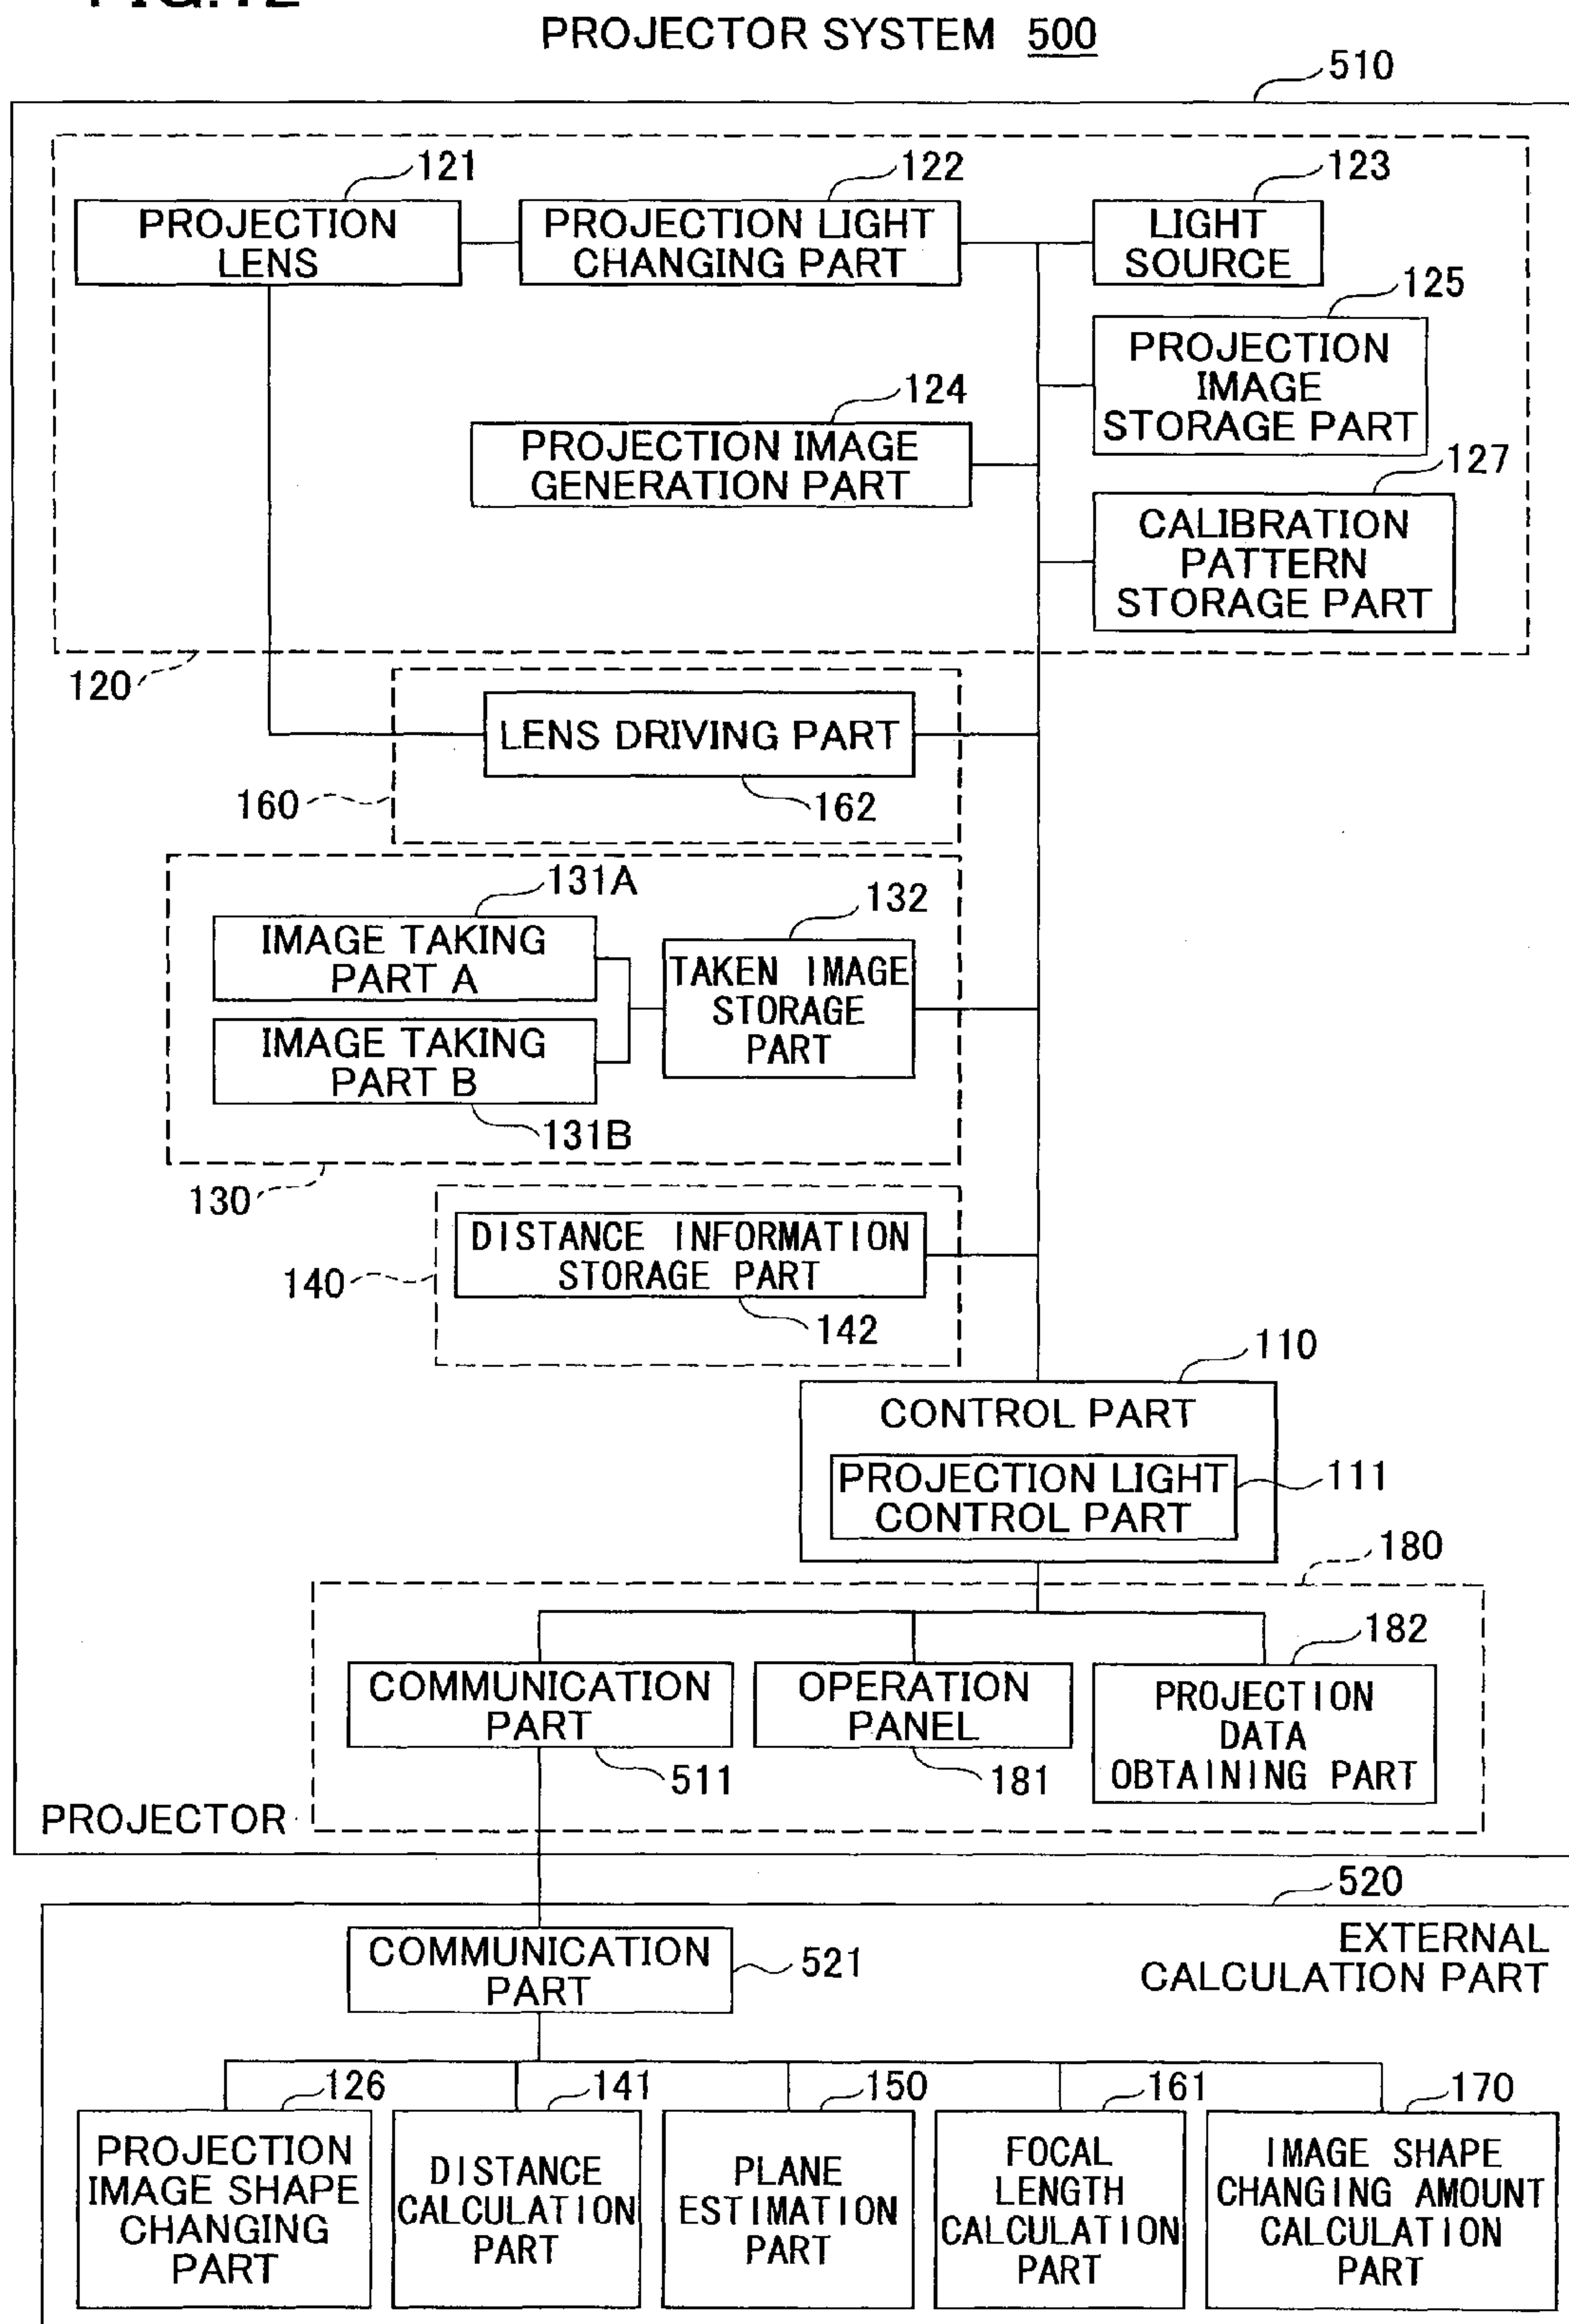 FIG.12
PROJECTOR SYSTEM 500
510
121
122
123
PROJECTION
LENS
PROJECTION LIGHT
CHANGING PART
LIGHT
SOURCE
125
PROJECTION
IMAGE
STORAGE PART
124
PROJECTION IMAGE
GENERATION PART
127
CALIBRATION
PATTERN
STORAGE PART
120
LENS DRIVING PART
160
162
131A
132
IMAGE TAKING
PART A
TAKEN IMAGE
STORAGE
PART
IMAGE TAKING
PART B
131B
130
DISTANCE INFORMATION
STORAGE PART
140
142
110
CONTROL PART
PROJECTION LIGHT
CONTROL PART
111
180
182
COMMUNICATION
PART
OPERATION
PANEL
PROJECTION
DATA
OBTAINING PART
511
181
PROJECTOR
520
COMMUNICATION
PART
521
EXTERNAL
CALCULATION PART
126
141
150
161
170
PROJECTION
IMAGE SHAPE
CHANGING
PART
DISTANCE
CALCULATION
PART
PLANE
ESTIMATION
PART
FOCAL
LENGTH
CALCULATION
PART
IMAGE SHAPE
CHANGING AMOUNT
CALCULATION
PART